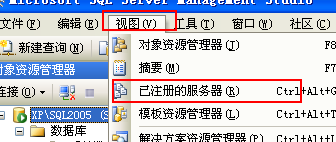 Microsoft SQL Server Management Studio
文件(F) 编辑(E) 视图(V) 工具(T) 窗口(W) 社区(C)
新建查询(N)
对象资源管理器(J) F8
对象资源管理器
摘要(M) F7
连接(O)
已注册的服务器(R) Ctrl+Alt+G
XP\SQL2005 (S
模板资源管理器(T) Ctrl+Alt+
数据库
解决方案资源管理器(P) Ctrl+Alt+